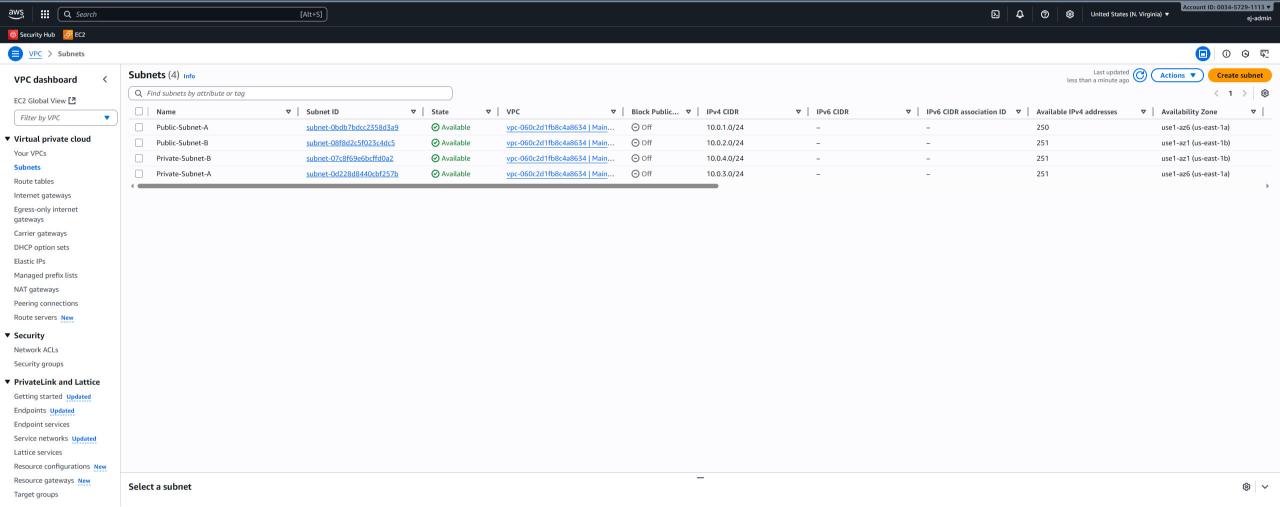 aws Search [Alt+S] United States (N. Virginia) Account ID: 0034-5729-1113
ej-admin
Security Hub EC2
VPC > Subnets
VPC dashboard
EC2 Global View
Filter by VPC
Virtual private cloud
Your VPCs
Subnets
Route tables
Internet gateways
Egress-only internet
gateways
Carrier gateways
DHCP option sets
Elastic IPs
Managed prefix lists
NAT gateways
Peering connections
Route servers New
Security
Network ACLs
Security groups
PrivateLink and Lattice
Getting started Updated
Endpoints Updated
Endpoint services
Service networks Updated
Lattice services
Resource configurations New
Resource gateways New
Target groups
Subnets (4) Info
Last updated
less than a minute ago
Actions
Create subnet
Find subnets by attribute or tag
1
Name Subnet ID State VPC Block Public... IPv4 CIDR IPv6 CIDR IPv6 CIDR association ID Available IPv4 addresses Availability Zone
Public-Subnet-A subnet-0bdb7bdcc2358d3a9 Available vpc-060c2d1fb8c4a8634 | Main... Off 10.0.1.0/24 – – 250 use1-az6 (us-east-1a)
Public-Subnet-B subnet-08f8d2c5f023c4dc5 Available vpc-060c2d1fb8c4a8634 | Main... Off 10.0.2.0/24 – – 251 use1-az1 (us-east-1b)
Private-Subnet-B subnet-07c8f69e6bcffd0a2 Available vpc-060c2d1fb8c4a8634 | Main... Off 10.0.4.0/24 – – 251 use1-az1 (us-east-1b)
Private-Subnet-A subnet-0d228d8440cbf257b Available vpc-060c2d1fb8c4a8634 | Main... Off 10.0.3.0/24 – – 251 use1-az6 (us-east-1a)
Select a subnet